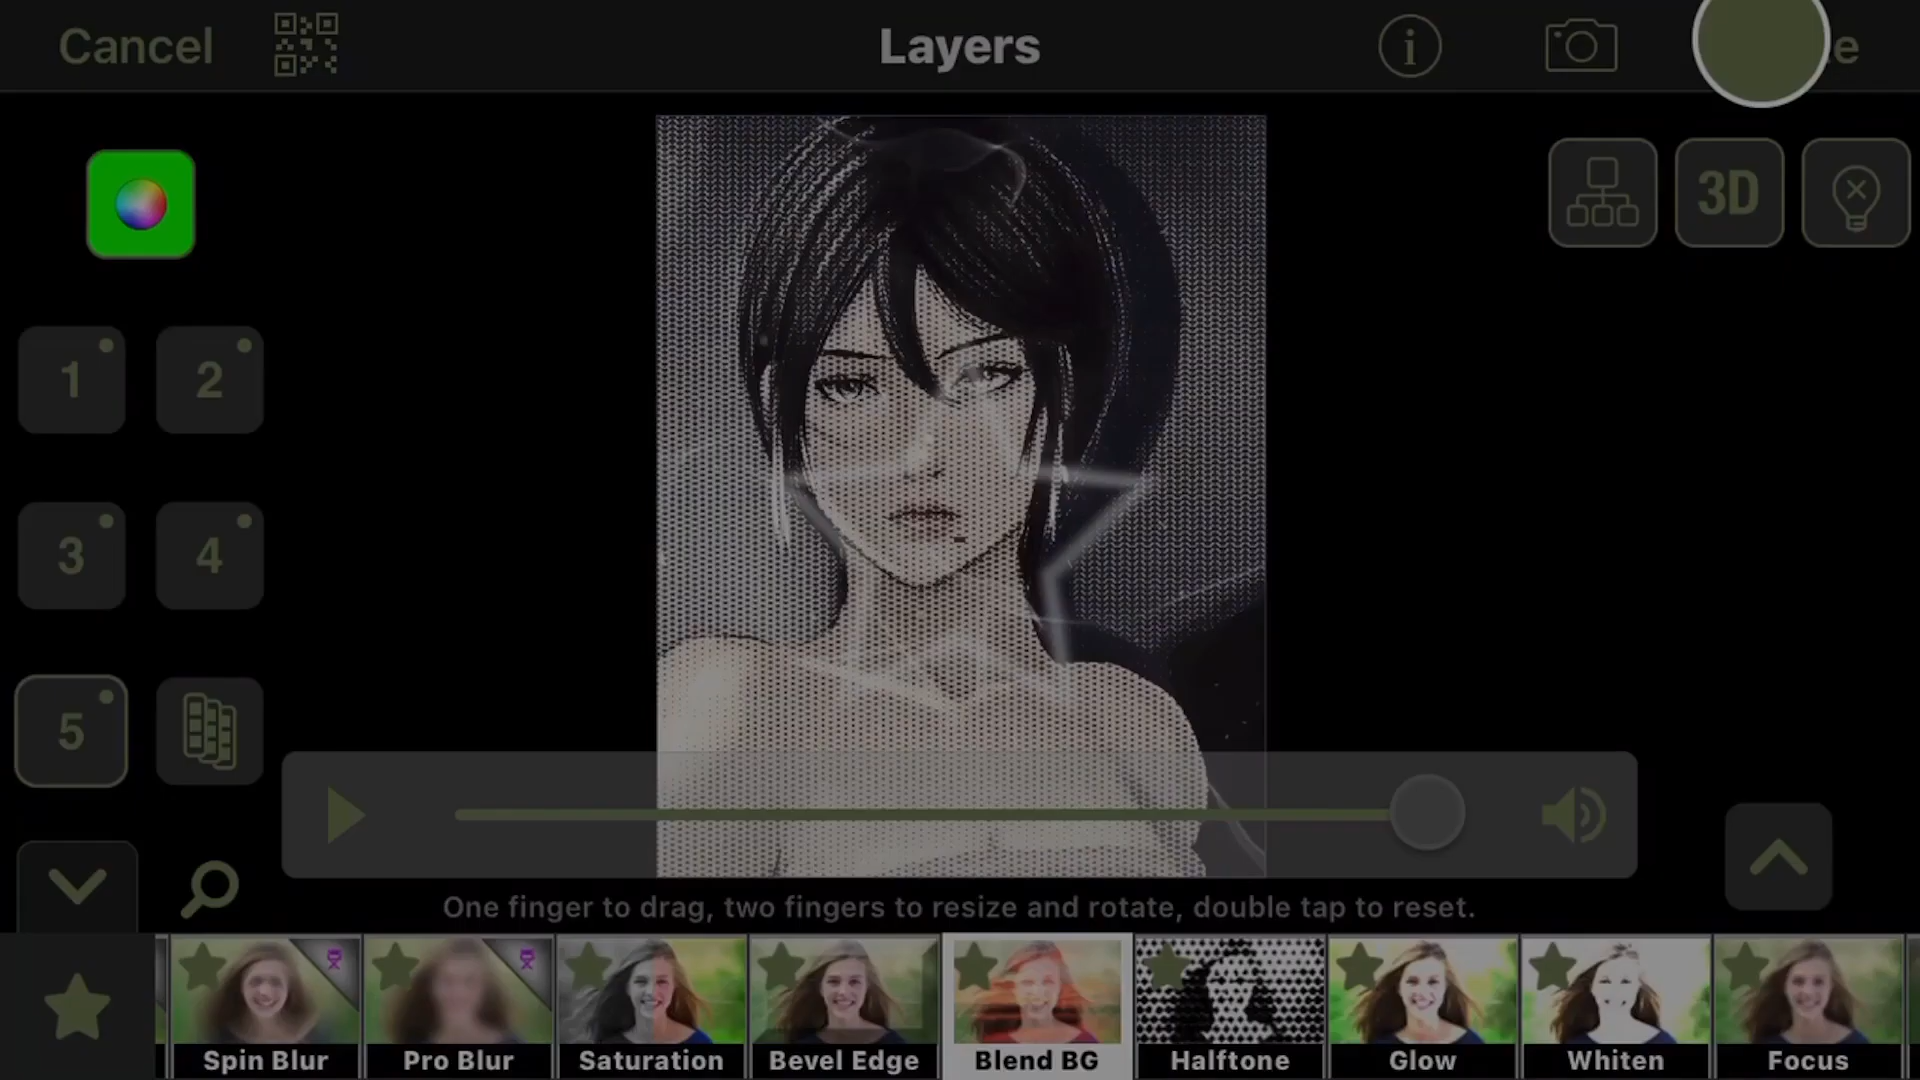 Cancel
Layers
3D
1
2
3
4
5
One finger to drag, two fingers to resize and rotate, double tap to reset.
Spin Blur
Pro Blur
Saturation
Bevel Edge
Blend BG
Halftone
Glow
Whiten
Focus